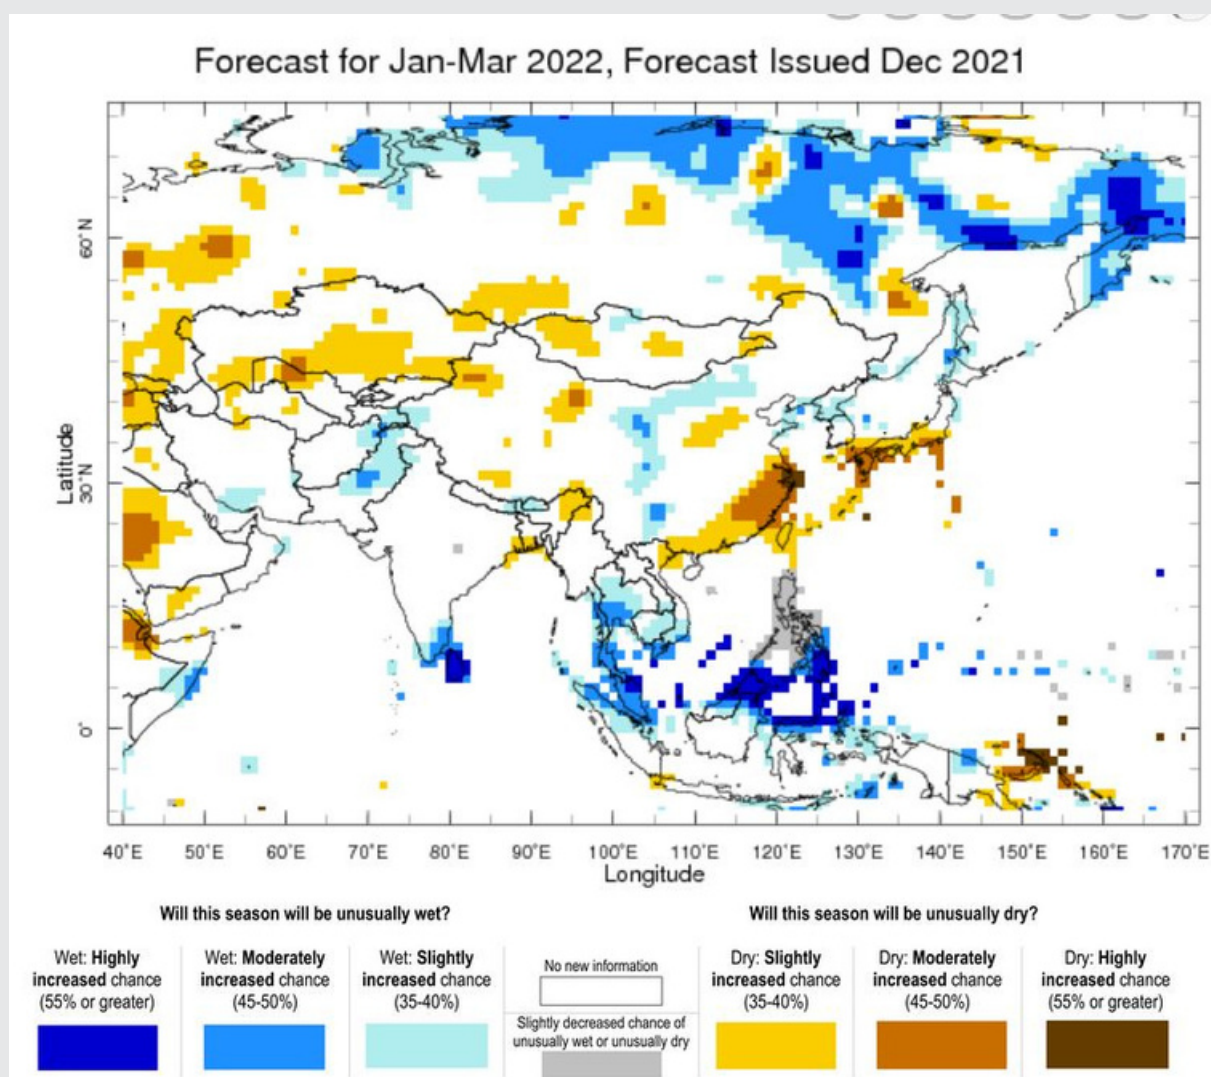 Forecast for Jan-Mar 2022, Forecast Issued Dec 2021
Latitude
60˚N
30˚N
0˚
40˚E 50˚E 60˚E 70˚E 80˚E 90˚E 100˚E 110˚E 120˚E 130˚E 140˚E 150˚E 160˚E 170˚E
Longitude
Will this season will be unusually wet?
Will this season will be unusually dry?
Wet: Highly
increased chance
(55% or greater)
Wet: Moderately
increased chance
(45-50%)
Wet: Slightly
increased chance
(35-40%)
No new information
Slightly decreased chance of
unusually wet or unusually dry
Dry: Slightly
increased chance
(35-40%)
Dry: Moderately
increased chance
(45-50%)
Dry: Highly
increased chance
(55% or greater)